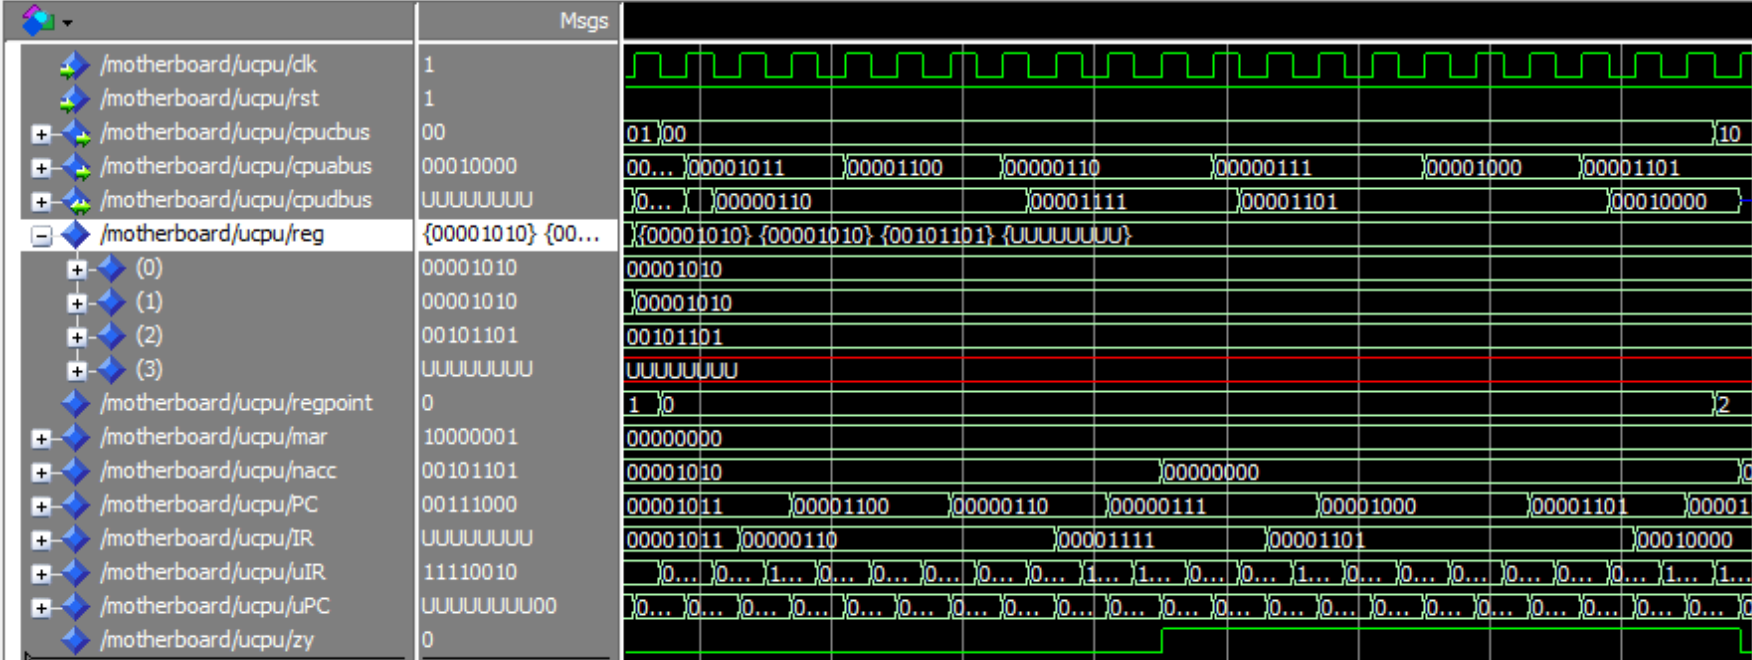 Msgs
/motherboard/ucpu/clk 1
/motherboard/ucpu/rst 1
/motherboard/ucpu/cpucbus 00 01 00 10
/motherboard/ucpu/cpuabus 00010000 00... 00001011 00001100 00000110 00000111 00001000 00001101
/motherboard/ucpu/cpudbus UUUUUUUU 0... 00000110 00001111 00001101 00010000
/motherboard/ucpu/reg {00001010} {00... {00001010} {00001010} {00101101} {UUUUUUUU}
(0) 00001010 00001010
(1) 00001010 00001010
(2) 00101101 00101101
(3) UUUUUUUU UUUUUUUU
/motherboard/ucpu/regpoint 0 1 0 2
/motherboard/ucpu/mar 10000001 00000000
/motherboard/ucpu/nacc 00101101 00001010 00000000 0
/motherboard/ucpu/PC 00111000 00001011 00001100 00000110 00000111 00001000 00001101 00001
/motherboard/ucpu/IR UUUUUUUU 00001011 00000110 00001111 00001101 00010000
/motherboard/ucpu/uIR 11110010 0... 0... 1... 0... 0... 0... 0... 0... 1... 1... 0... 0... 1... 0... 0... 0... 0... 0... 0... 1... 1...
/motherboard/ucpu/uPC UUUUUUUU00 0... 0... 0... 0... 0... 0... 0... 0... 0... 0... 0... 0... 0... 0... 0... 0... 0... 0... 0... 0... 0... 0...
/motherboard/ucpu/zy 0